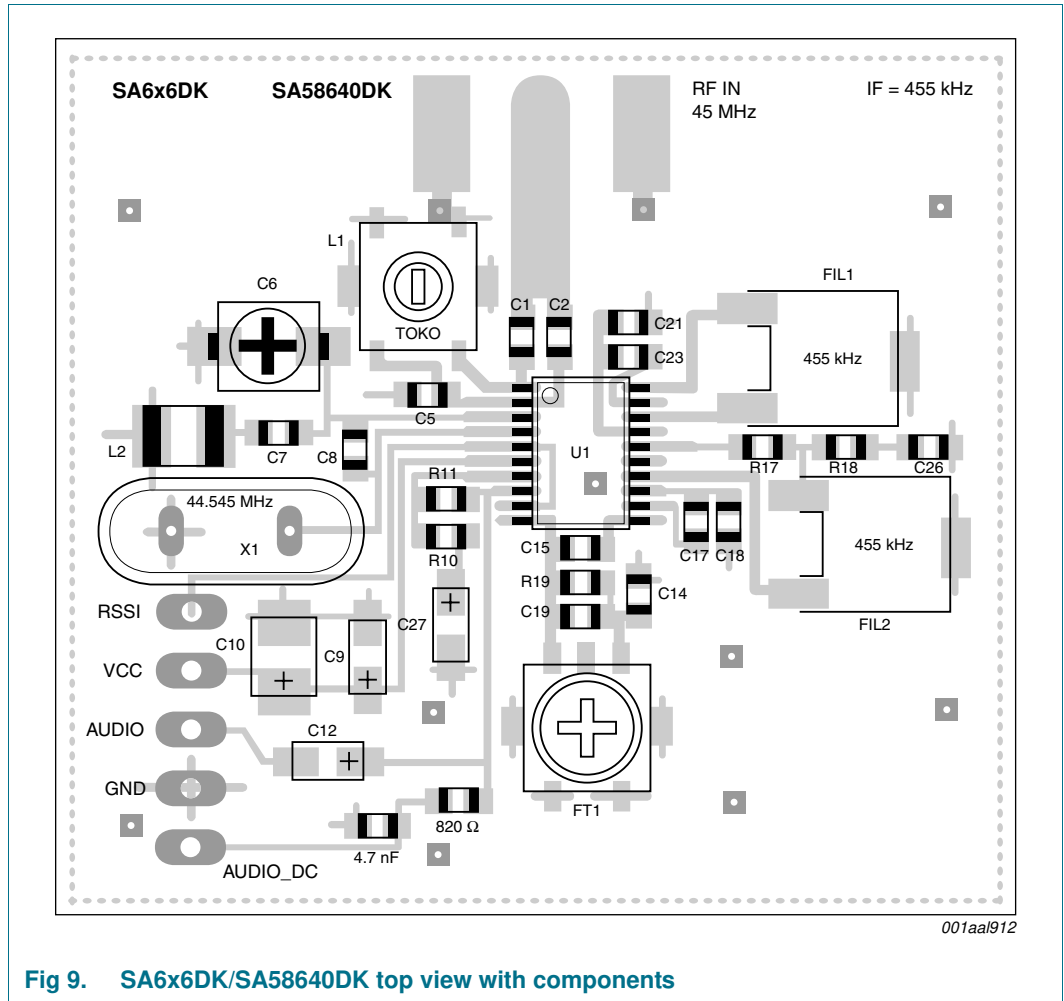 SA6x6DK SA58640DK RF IN IF = 455 kHz
45 MHz
L1
FIL1
C6
C1 C2
C21
TOKO
C23
455 kHz
C5
L2
C7
C8
U1
R17 R18 C26
R11
44.545 MHz
X1
R10
C15
C17 C18
455 kHz
R19
C14
RSSI
C19
C27
FIL2
C10
C9
VCC
AUDIO
C12
GND
FT1
820 Ω
4.7 nF
AUDIO_DC
001aal912
Fig 9. SA6x6DK/SA58640DK top view with components